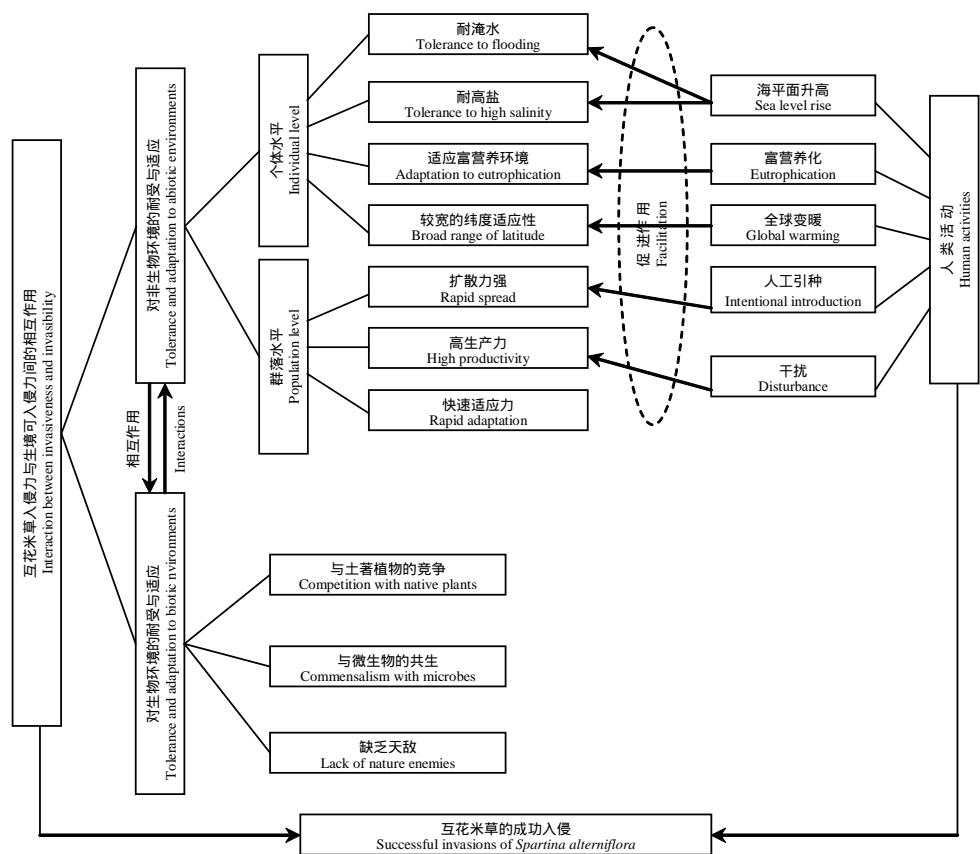 互花米草入侵力与生境可入侵力间的相互作用
Interaction between invasiveness and invasibility
对非生物环境的耐受与适应
Tolerance and adaptation to abiotic environments
相互作用
Interactions
对生物环境的耐受与适应
Tolerance and adaptation to biotic nvironments
个体水平
Individual level
群落水平
Population level
耐淹水
Tolerance to flooding
耐高盐
Tolerance to high salinity
适应富营养环境
Adaptation to eutrophication
较宽的纬度适应性
Broad range of latitude
扩散力强
Rapid spread
高生产力
High productivity
快速适应力
Rapid adaptation
与土著植物的竞争
Competition with native plants
与微生物的共生
Commensalism with microbes
缺乏天敌
Lack of nature enemies
促进作用
Facilitation
海平面升高
Sea level rise
富营养化
Eutrophication
全球变暖
Global warming
人工引种
Intentional introduction
干扰
Disturbance
人类活动
Human activities
互花米草的成功入侵
Successful invasions of Spartina alterniflora